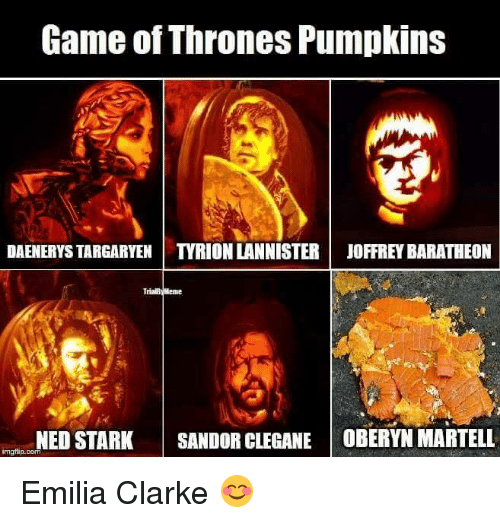 Game of Thrones Pumpkins
DAENERYS TARGARYEN TYRION LANNISTER JOFFREY BARATHEON
TrialByMeme
NED STARK SANDOR CLEGANE OBERYN MARTELL
imgflip.com
Emilia Clarke 😊